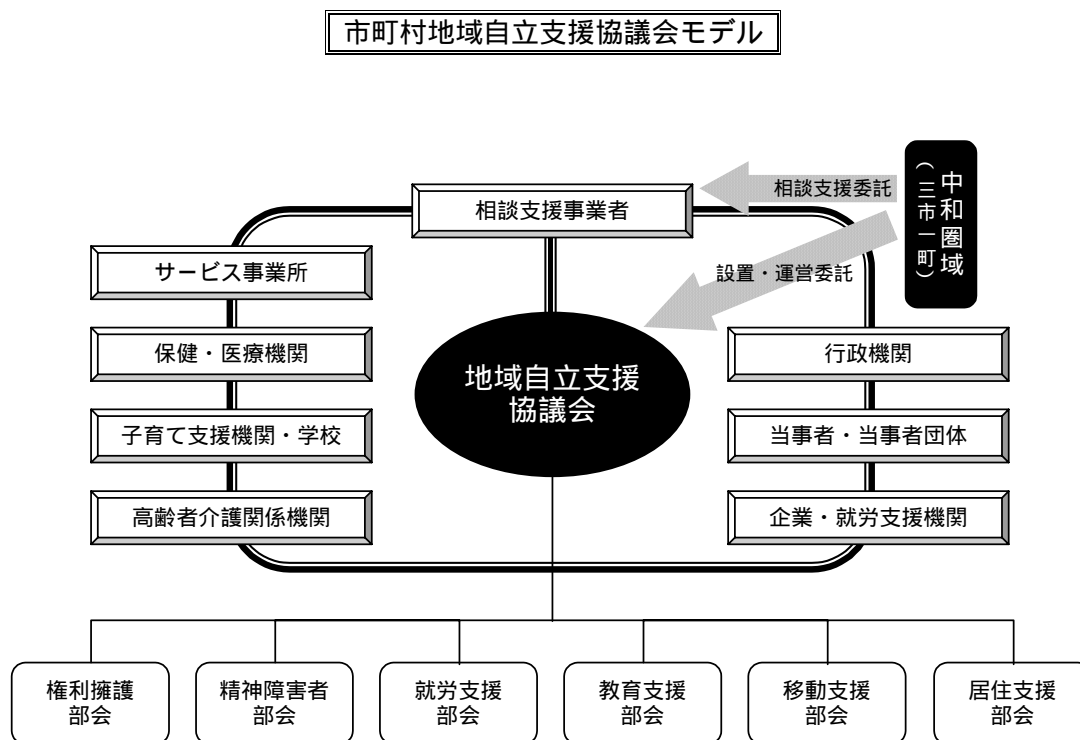 市町村地域自立支援協議会モデル
相談支援事業者
相談支援委託
中和圏域
（三市一町）
設置・運営委託
サービス事業所
保健・医療機関
子育て支援機関・学校
高齢者介護関係機関
地域自立支援
協議会
行政機関
当事者・当事者団体
企業・就労支援機関
権利擁護
部会
精神障害者
部会
就労支援
部会
教育支援
部会
移動支援
部会
居住支援
部会